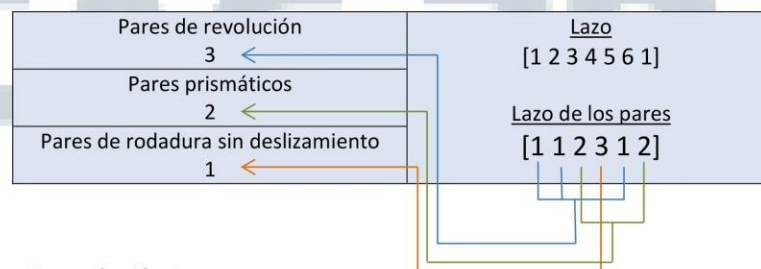 Pares de revolución
3
Pares prismáticos
2
Pares de rodadura sin deslizamiento
1
Lazo
[1 2 3 4 5 6 1]
Lazo de los pares
[1 1 2 3 1 2]